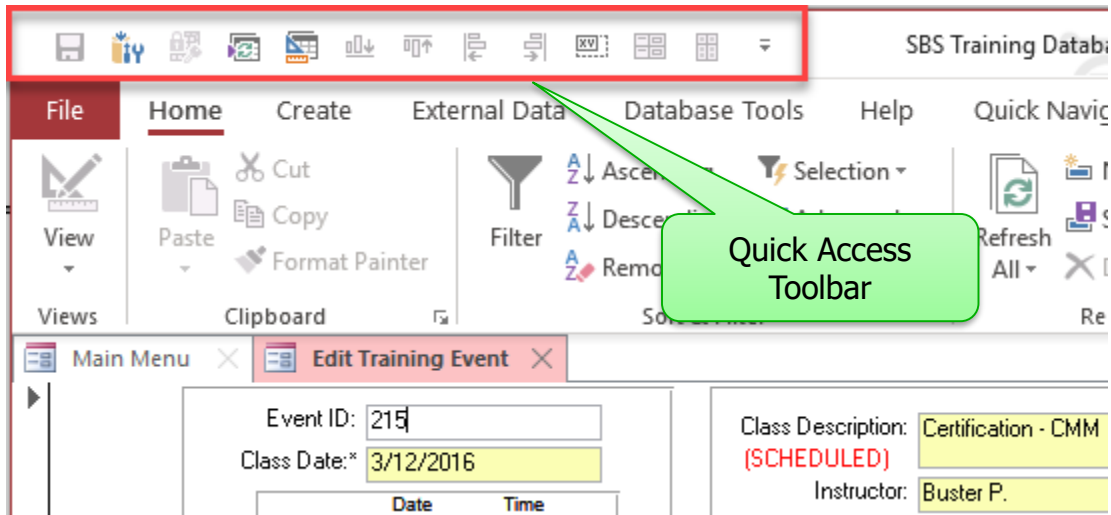 SBS Training Databa
File Home Create External Data Database Tools Help Quick Navig
Cut
Copy
Format Painter
View
Paste
Filter
Selection
Refresh
All
Quick Access
Toolbar
Views Clipboard
Main Menu Edit Training Event
Event ID: 215
Class Date:* 3/12/2016
Date Time
Class Description: Certification - CMM
(SCHEDULED)
Instructor: Buster P.